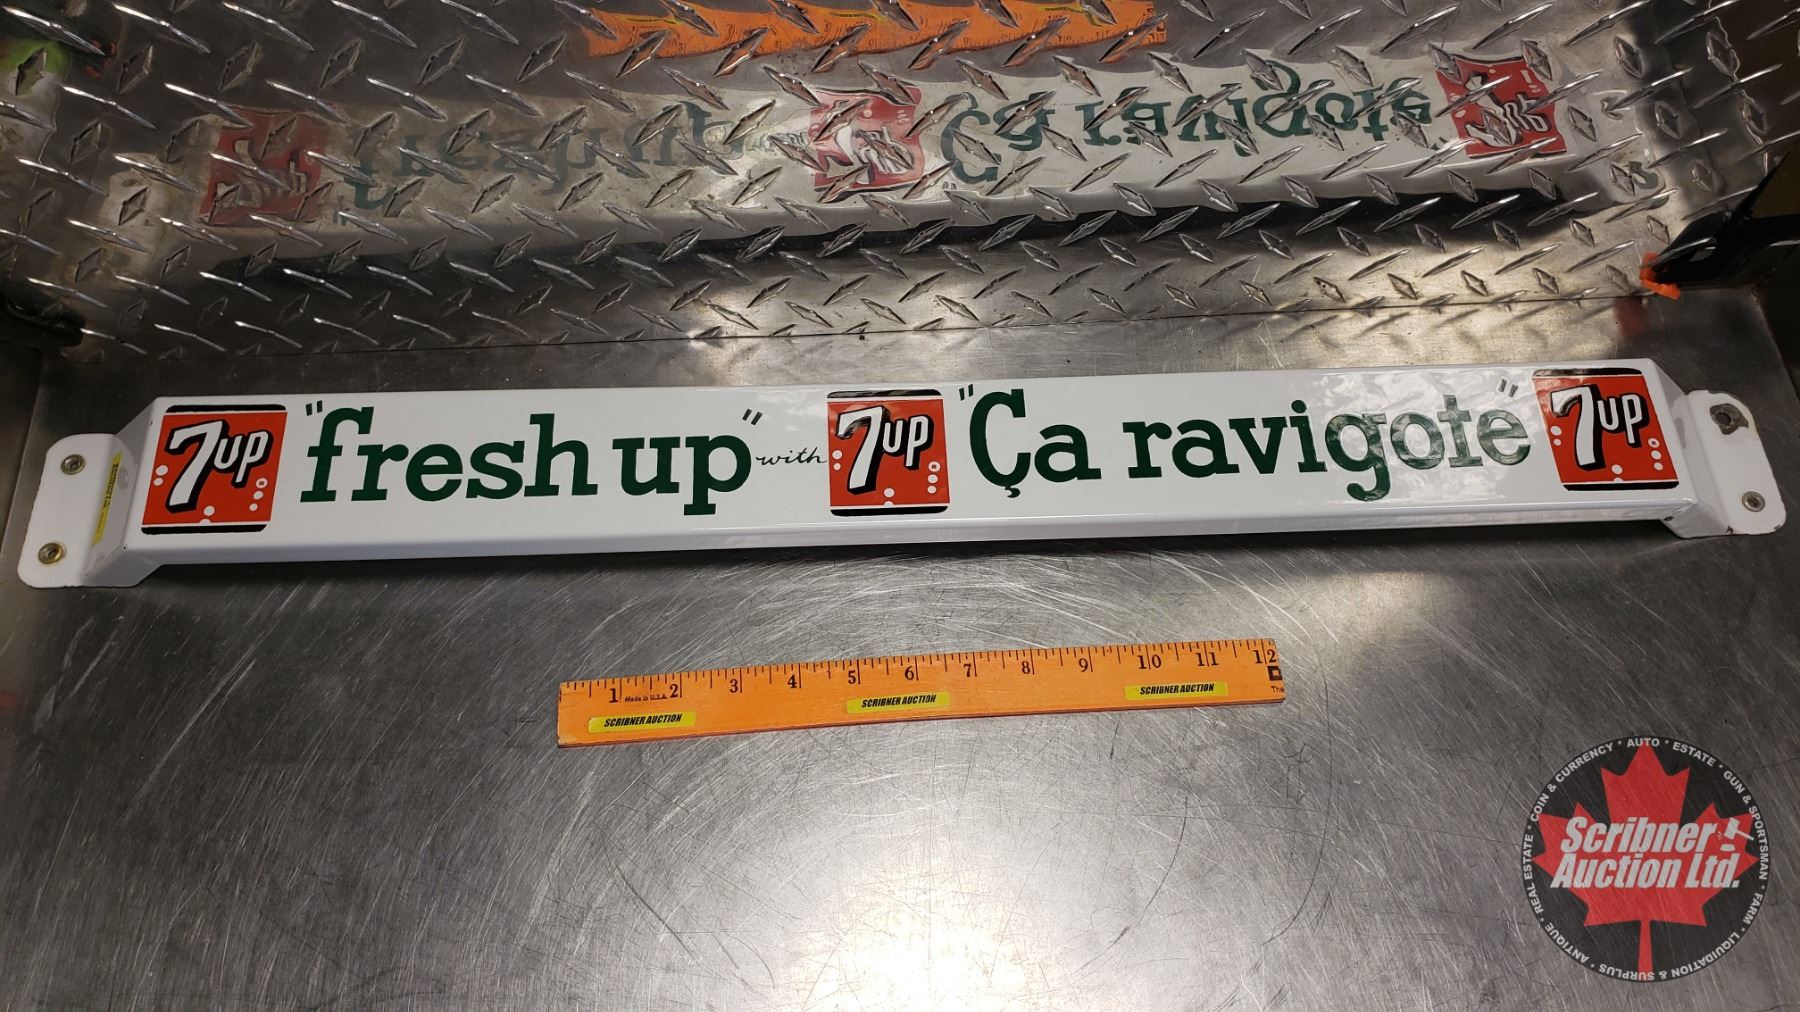 7up "fresh up" with 7up "Ça ravigote" 7up
1 Made in U.S.A. 2 3 4 5 6 7 8 9 10 11 12
The
SCRIBNER AUCTION SCRIBNER AUCTION SCRIBNER AUCTION
Scribner
Auction Ltd.
COIN & CURRENCY * AUTO * ESTATE * GUN & SPORTSMAN * FARM * LIQUIDATION & SURPLUS * ANTIQUE * REAL ESTATE *